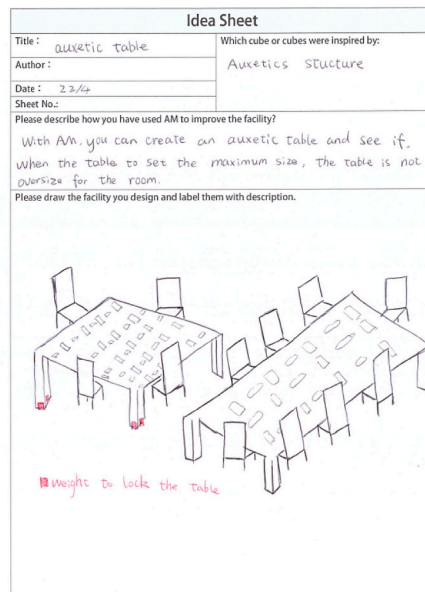 Idea Sheet
Title: auxetic table
Which cube or cubes were inspired by:
Auxetics Stucture
Author:
Date: 22/4
Sheet No.:
Please describe how you have used AM to improve the facility?
With AM, you can create an auxetic table and see if,
when the table to set the maximum size, the table is not
oversize for the room.
Please draw the facility you design and label them with description.
weight to lock the table